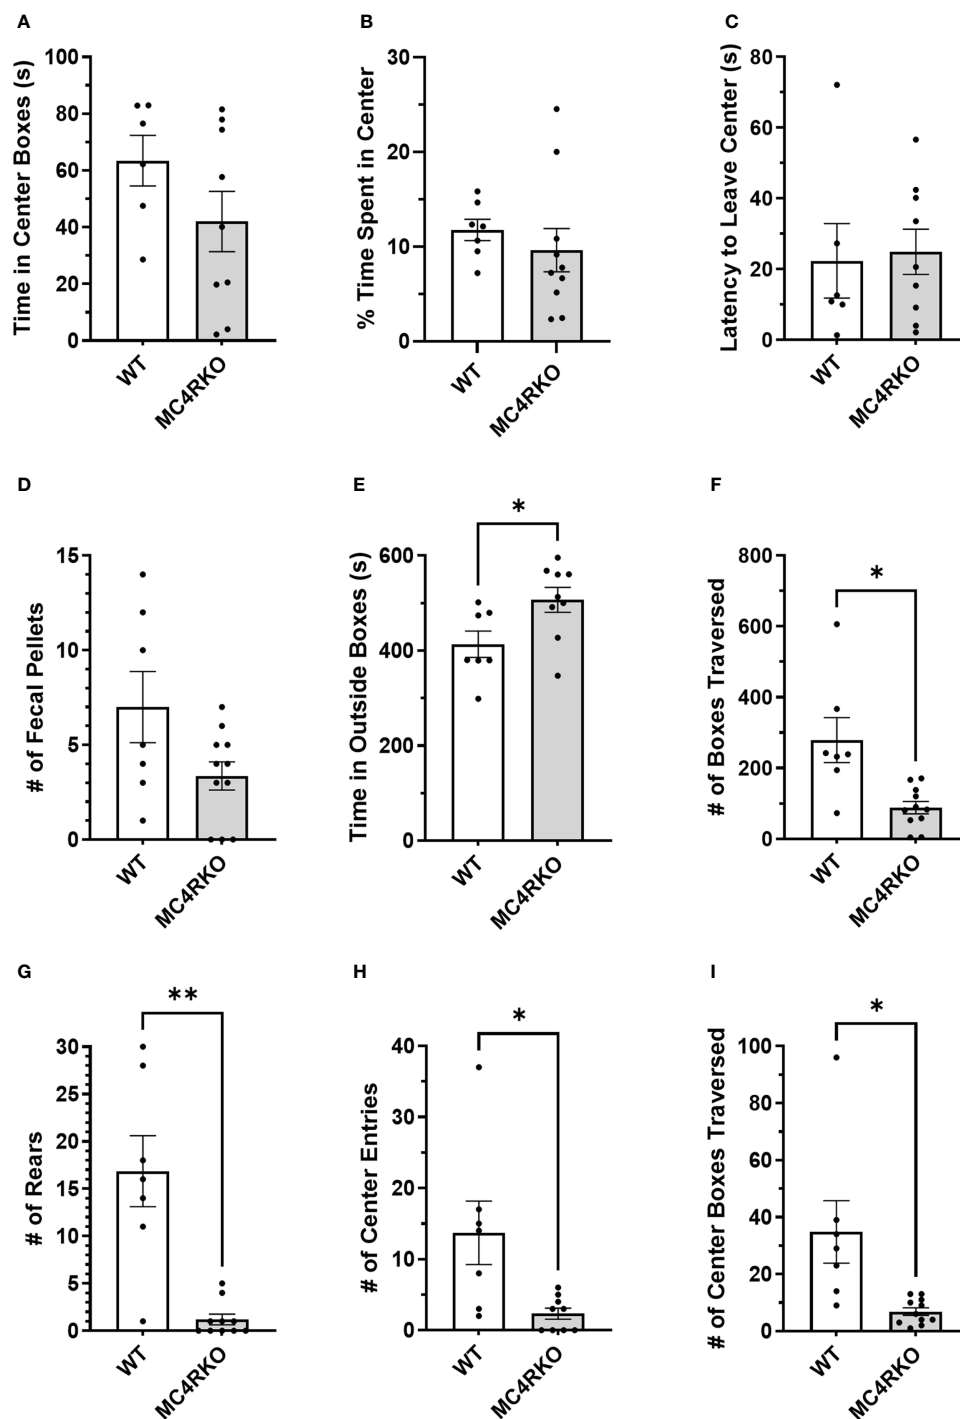 A
Time in Center Boxes (s)
100
80
60
40
20
0
WT
MC4RKO
B
% Time Spent in Center
30
20
10
0
WT
MC4RKO
C
Latency to Leave Center (s)
80
60
40
20
0
WT
MC4RKO
D
# of Fecal Pellets
15
10
5
0
WT
MC4RKO
E
Time in Outside Boxes (s)
600
400
200
0
*
WT
MC4RKO
F
# of Boxes Traversed
800
600
400
200
0
*
WT
MC4RKO
G
# of Rears
30
25
20
15
10
5
0
**
WT
MC4RKO
H
# of Center Entries
40
30
20
10
0
*
WT
MC4RKO
I
# of Center Boxes Traversed
100
80
60
40
20
0
*
WT
MC4RKO